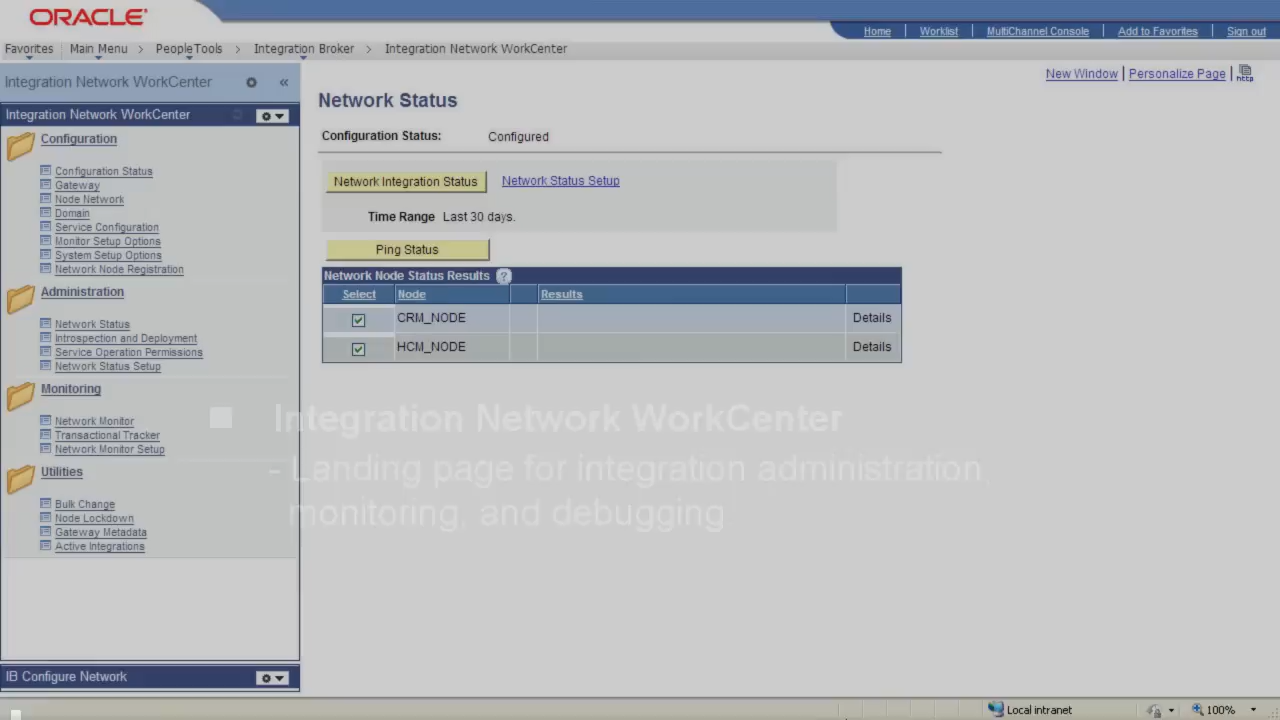 ORACLE
Home Worklist MultiChannel Console Add to Favorites Sign out
Favorites Main Menu > PeopleTools > Integration Broker > Integration Network WorkCenter
New Window | Personalize Page | http
Integration Network WorkCenter «
Integration Network WorkCenter
Configuration
Configuration Status
Gateway
Node Network
Domain
Service Configuration
Monitor Setup Options
System Setup Options
Network Node Registration
Administration
Network Status
Introspection and Deployment
Service Operation Permissions
Network Status Setup
Monitoring
Network Monitor
Transactional Tracker
Network Monitor Setup
Utilities
Bulk Change
Node Lockdown
Gateway Metadata
Active Integrations
IB Configure Network
Network Status
Configuration Status: Configured
Network Integration Status Network Status Setup
Time Range Last 30 days.
Ping Status
Network Node Status Results ?
Select Node Results
CRM_NODE Details
HCM_NODE Details
Integration Network WorkCenter
- Landing page for integration administration,
monitoring, and debugging
Local intranet 100%